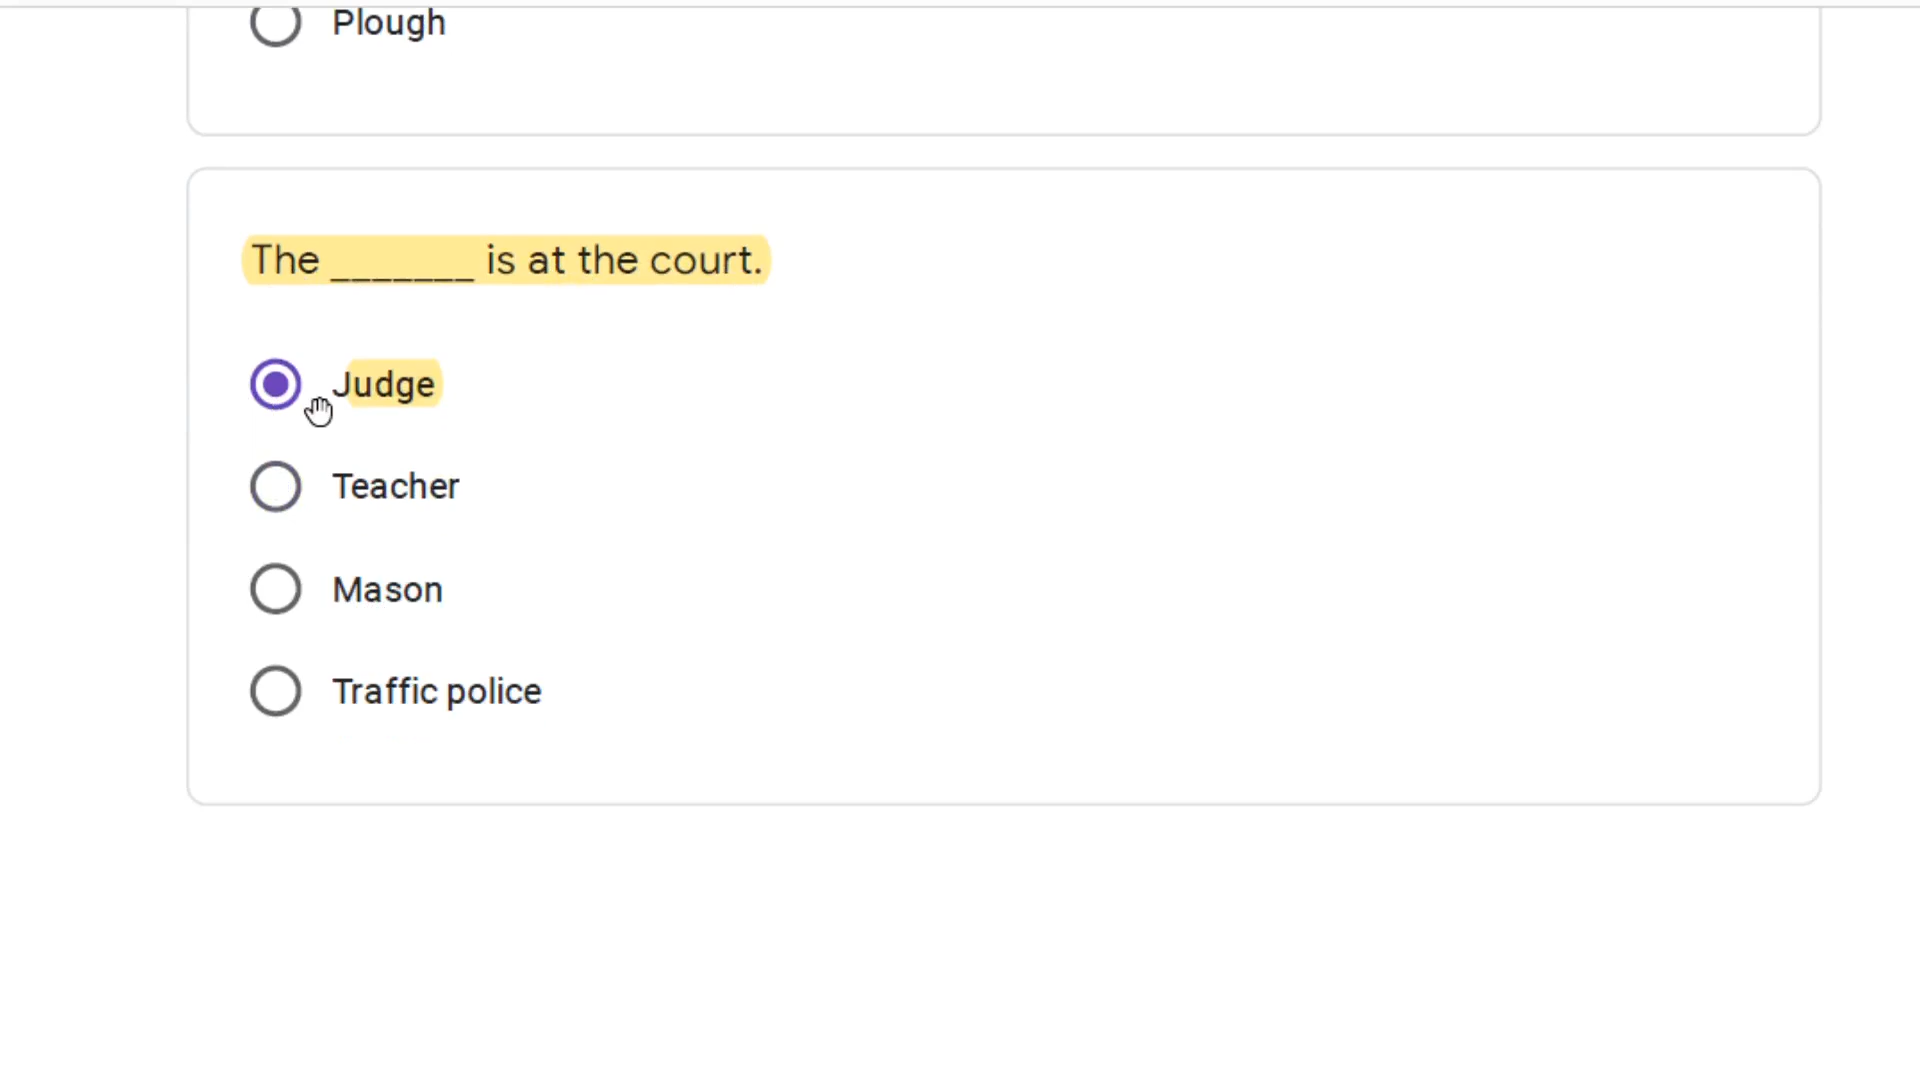 Plough
The _______ is at the court.
Judge
Teacher
Mason
Traffic police